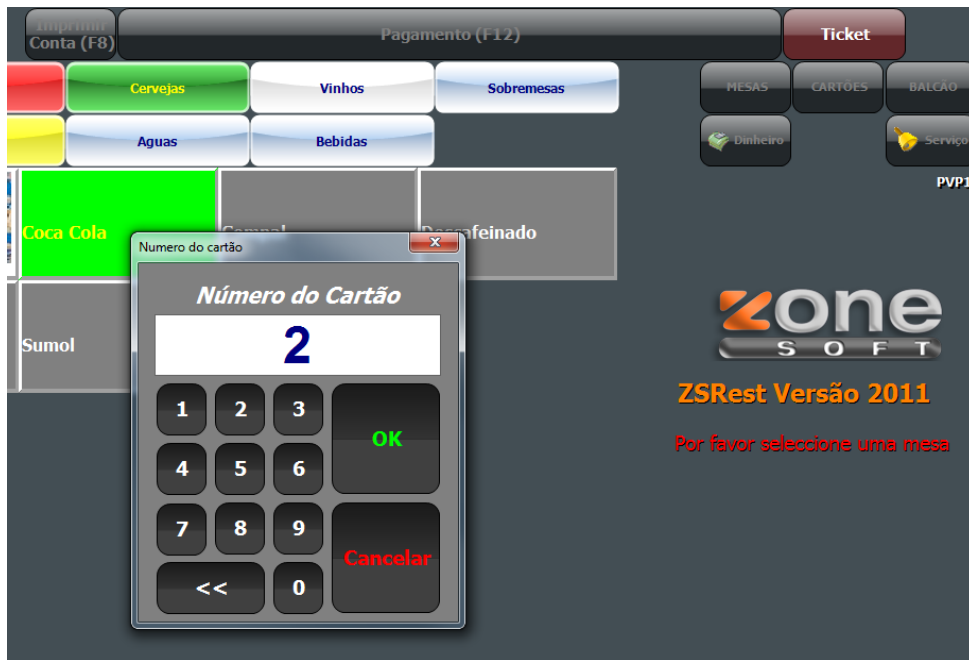 Imprimir
Conta (F8)
Pagamento (F12)
Ticket
Cervejas
Vinhos
Sobremesas
MESAS
CARTÕES
BALCÃO
Aguas
Bebidas
Dinheiro
Serviço
PVP1
Coca Cola
Numero do cartão
Número do Cartão
2
1
2
3
OK
4
5
6
7
8
9
Cancelar
<<
0
Sumol
zone
SOFT
ZSRest Versão 2011
Por favor seleccione uma mesa